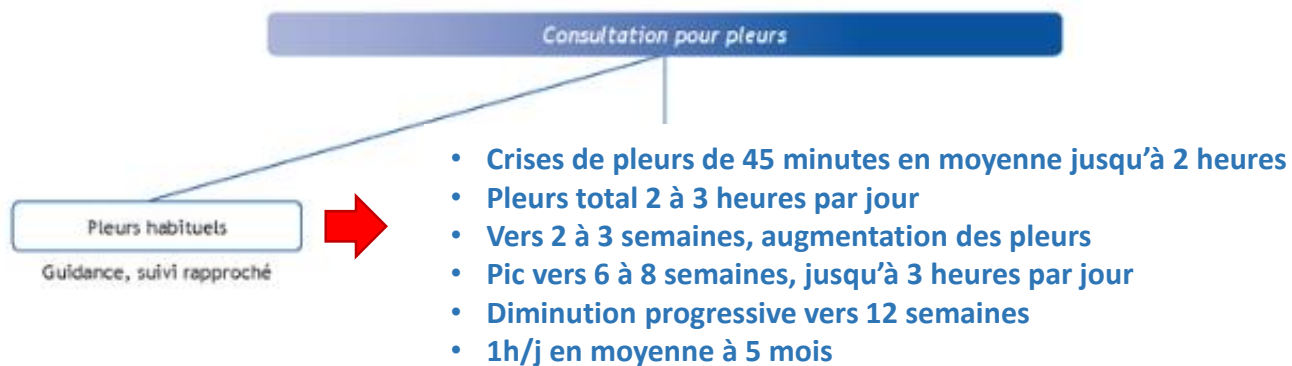 Consultation pour pleurs
• Crises de pleurs de 45 minutes en moyenne jusqu’à 2 heures
• Pleurs total 2 à 3 heures par jour
• Vers 2 à 3 semaines, augmentation des pleurs
• Pic vers 6 à 8 semaines, jusqu’à 3 heures par jour
• Diminution progressive vers 12 semaines
• 1h/j en moyenne à 5 mois
Pleurs habituels
Guidance, suivi rapproché